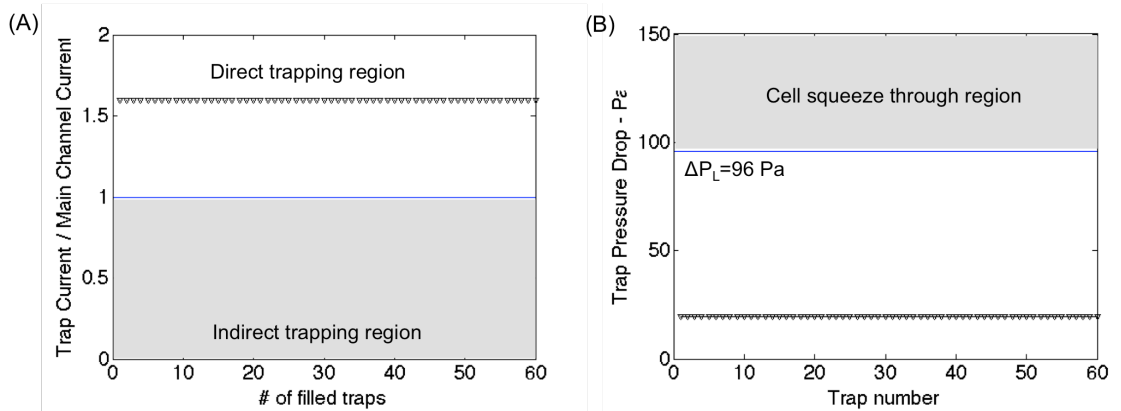 (A)
2
1.5
1
0.5
0
Trap Current / Main Channel Current
Direct trapping region
Indirect trapping region
0 10 20 30 40 50 60
# of filled traps
(B)
150
100
50
0
Trap Pressure Drop -
Cell squeeze through region
ΔPL=96 Pa
0 10 20 30 40 50 60
Trap number